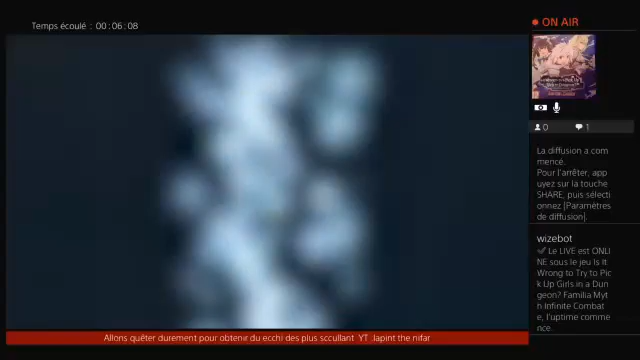 Temps écoulé : 00:06:08
ON AIR
0 1
La diffusion a com
mencé.
Pour l'arrêter, app
uyez sur la touche
SHARE, puis sélecti
onnez [Paramètres
de diffusion].
wizebot
Le LIVE est ONLI
NE sous le jeu Is It
Wrong to Try to Pic
k Up Girls in a Dun
geon? Familia Myt
h Infinite Combat
e, l'uptime comme
nce.
Allons quêter durement pour obtenir du ecchi des plus sccullant YT :lapint the nifar